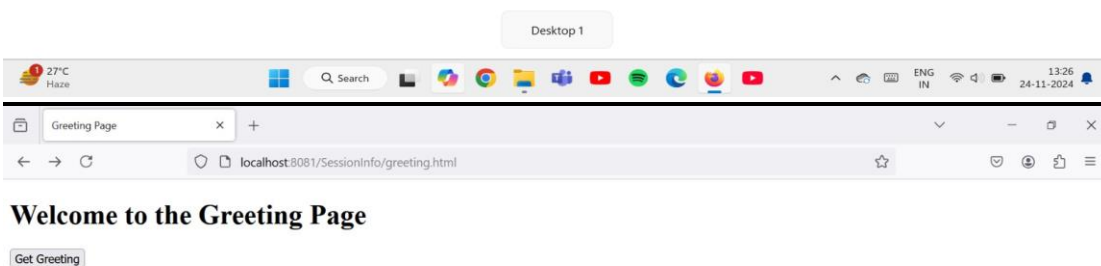 Desktop 1
1
27°C
Haze
Search
ENG
IN
13:26
24-11-2024
Greeting Page
localhost:8081/SessionInfo/greeting.html
Welcome to the Greeting Page
Get Greeting